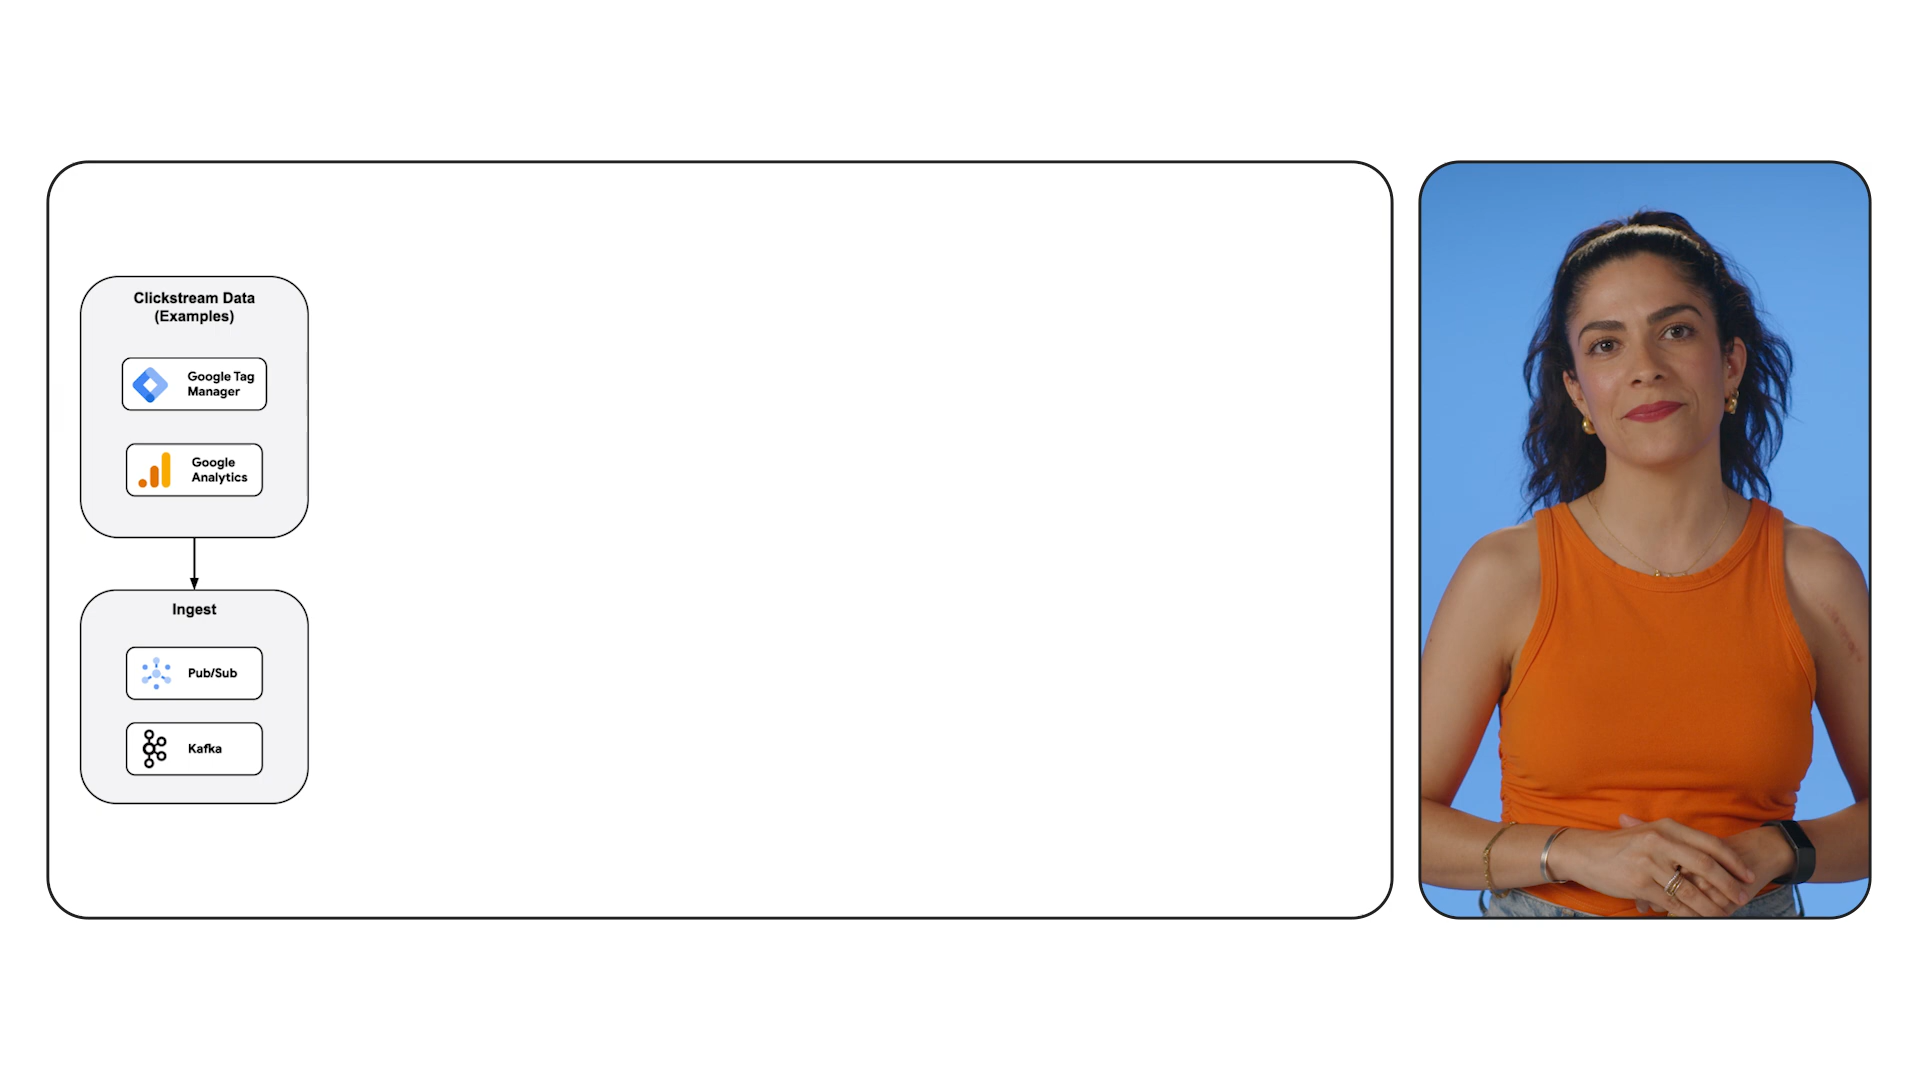 Clickstream Data
(Examples)
Google Tag
Manager
Google
Analytics
Ingest
Pub/Sub
Kafka